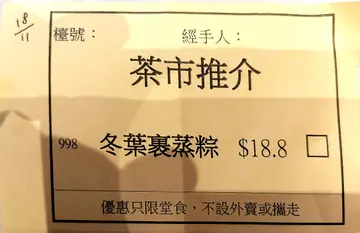 18/11
檯號： 經手人：
茶市推介
998 冬葉裹蒸粽 $18.8 □
優惠只限堂食，不設外賣或攜走